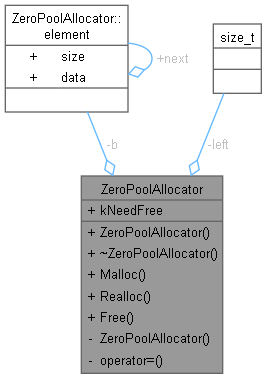 ZeroPoolAllocator::
element
+ size
+ data
+next
size_t
-b
-left
ZeroPoolAllocator
+ kNeedFree
+ ZeroPoolAllocator()
+ ~ZeroPoolAllocator()
+ Malloc()
+ Realloc()
+ Free()
- ZeroPoolAllocator()
- operator=()